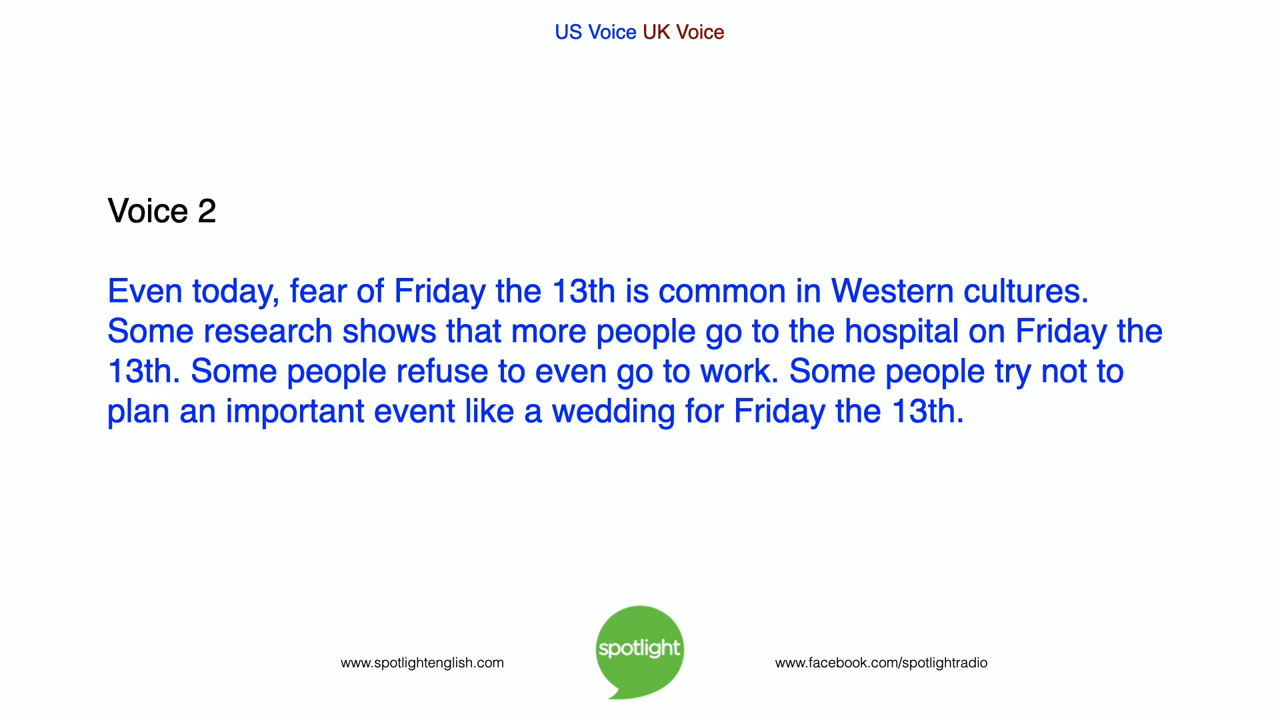 US Voice UK Voice
Voice 2
Even today, fear of Friday the 13th is common in Western cultures.
Some research shows that more people go to the hospital on Friday the
13th. Some people refuse to even go to work. Some people try not to
plan an important event like a wedding for Friday the 13th.
www.spotlightenglish.com
spotlight
www.facebook.com/spotlightradio